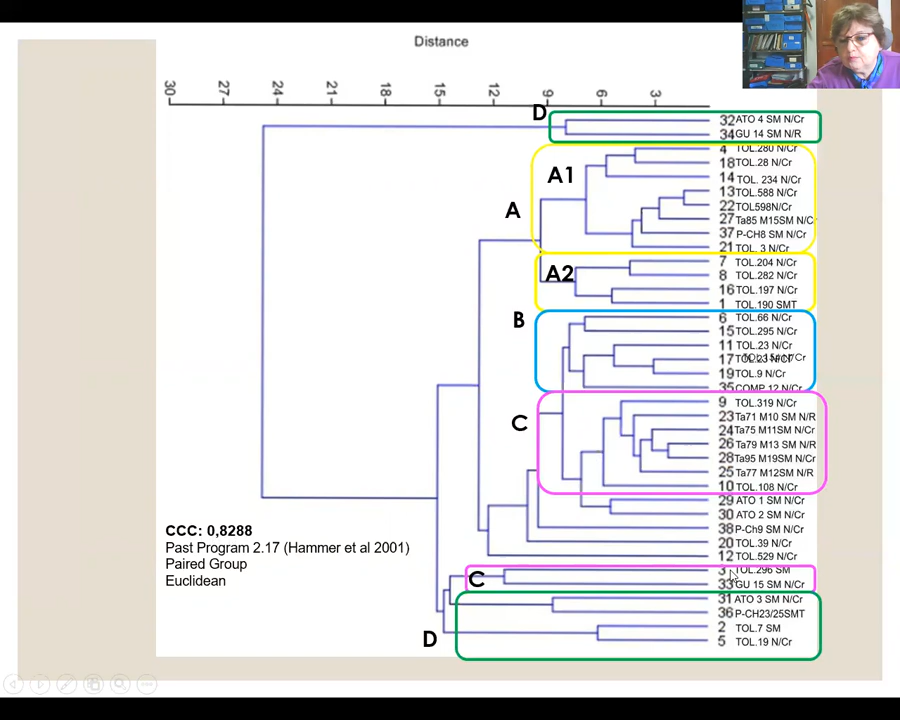 Distance
30 27 24 21 18 15 12 9 6 3
D
32 ATO 4 SM N/Cr
34 GU 14 SM N/R
4 TOL.280 N/Cr
A1
18 TOL.28 N/Cr
14 TOL. 234 N/Cr
13 TOL.588 N/Cr
A
22 TOL598N/Cr
27 Ta85 M15SM N/Cr
37 P-CH8 SM N/Cr
21 TOL. 3 N/Cr
7 TOL.204 N/Cr
A2
8 TOL.282 N/Cr
16 TOL.197 N/Cr
1 TOL.190 SMT
B
6 TOL.66 N/Cr
15 TOL.295 N/Cr
11 TOL.23 N/Cr
17
19 TOL.9 N/Cr
35 COMP 12 N/Cr
9 TOL.319 N/Cr
C
23 Ta71 M10 SM N/R
24 Ta75 M11SM N/Cr
26 Ta79 M13 SM N/R
28 Ta95 M19SM N/Cr
25 Ta77 M12SM N/R
10 TOL.108 N/Cr
29 ATO 1 SM N/Cr
30 ATO 2 SM N/Cr
38 P-Ch9 SM N/Cr
20 TOL.39 N/Cr
12 TOL.529 N/Cr
CCC: 0,8288
Past Program 2.17 (Hammer et al 2001)
Paired Group
Euclidean
3 TOL.296 SM
C
33 GU 15 SM N/Cr
31 ATO 3 SM N/Cr
36 P-CH23/25SMT
2 TOL.7 SM
D
5 TOL.19 N/Cr